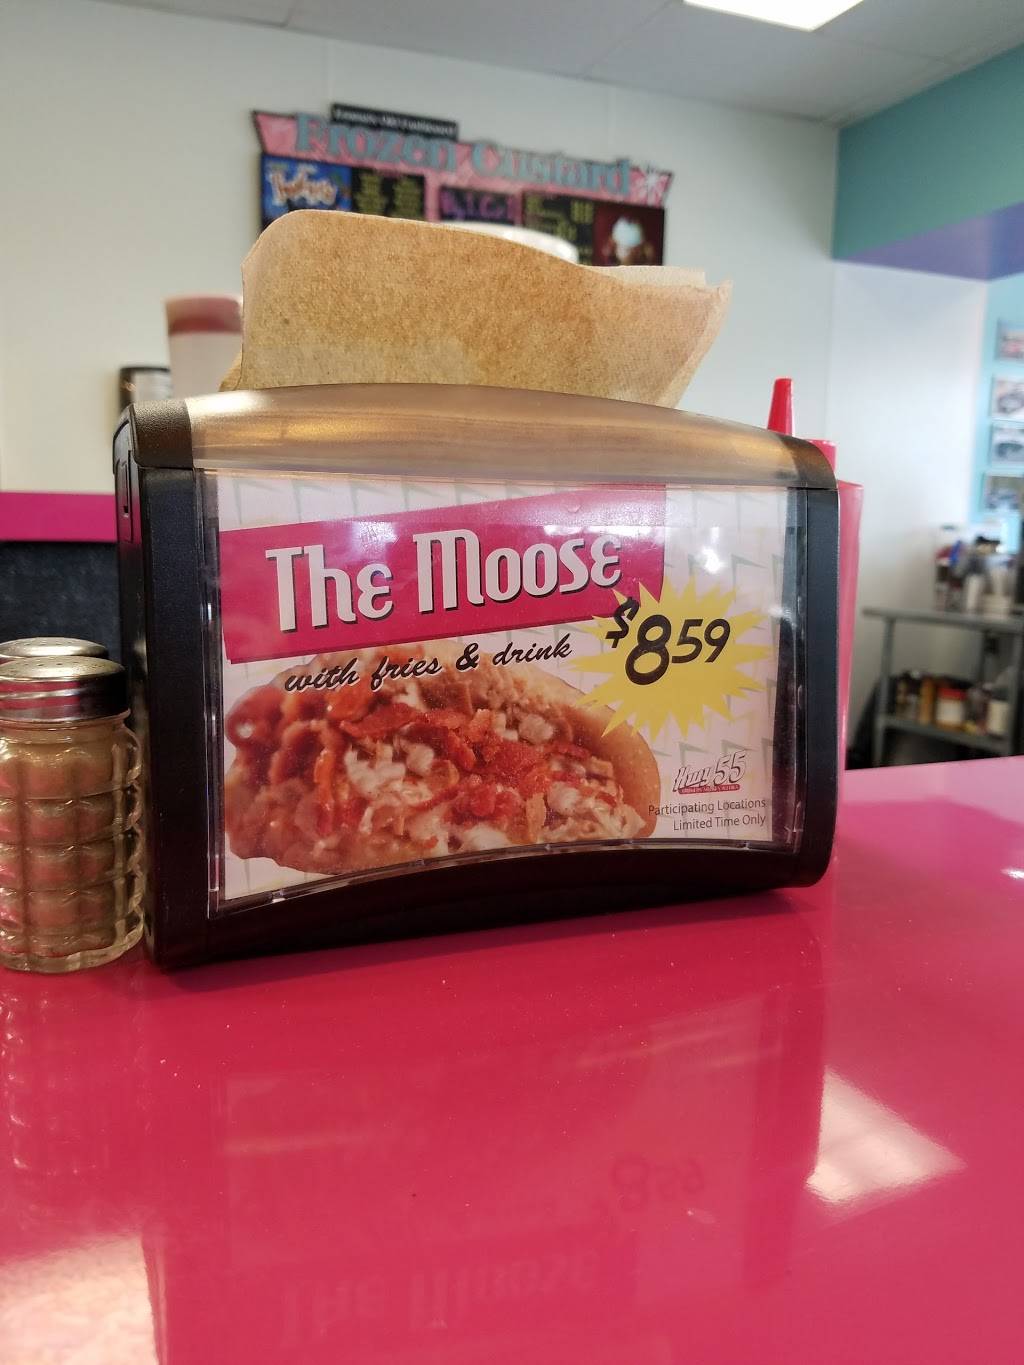 Frozen Custard
The Moose
with fries & drink
$8.59
Hwy 55
Participating Locations
Limited Time Only